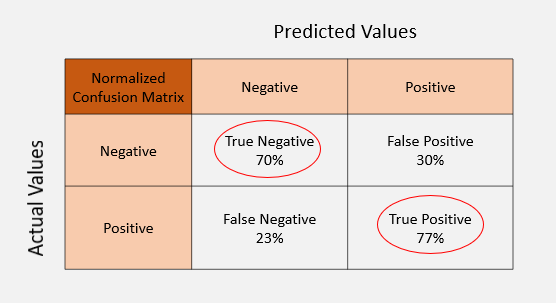 Predicted Values
Normalized
Confusion Matrix
Negative
Positive
Actual Values
Negative
True Negative
70%
False Positive
30%
Positive
False Negative
23%
True Positive
77%